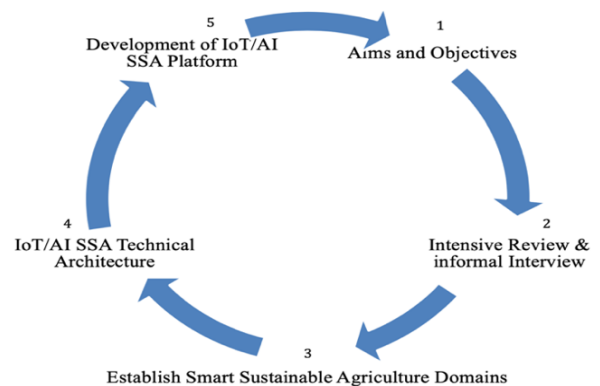 1
Aims and Objectives
2
Intensive Review &
informal Interview
3
Establish Smart Sustainable Agriculture Domains
4
IoT/AI SSA Technical
Architecture
5
Development of IoT/AI
SSA Platform